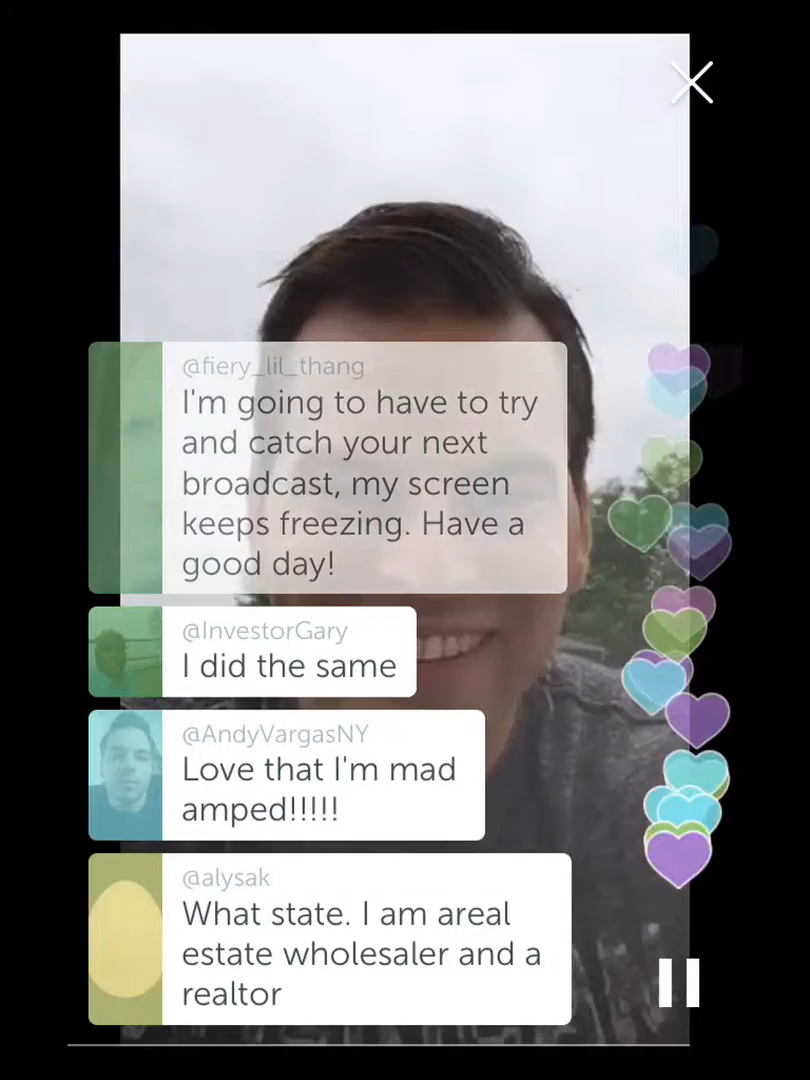 @fiery_lil_thang
I'm going to have to try
and catch your next
broadcast, my screen
keeps freezing. Have a
good day!
@InvestorGary
I did the same
@AndyVargasNY
Love that I'm mad
amped!!!!!
@alysak
What state. I am areal
estate wholesaler and a
realtor